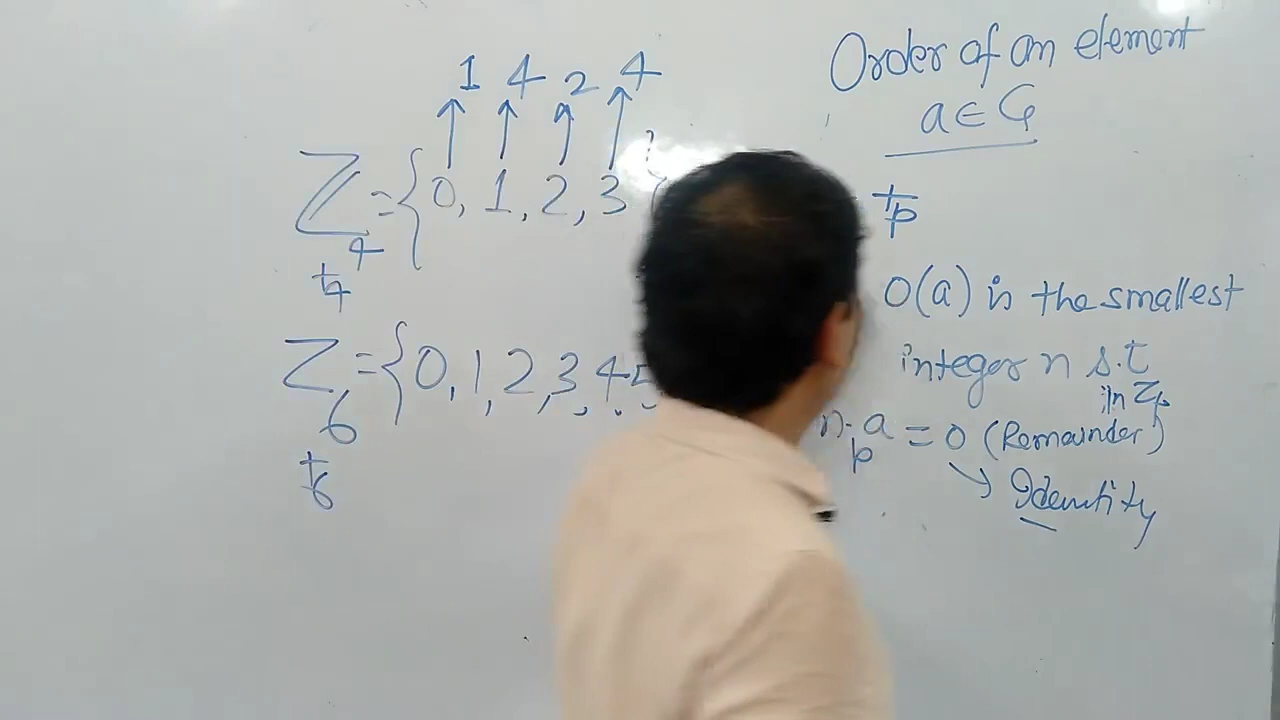 Order of an element
a ∈ G
1 4 2 4
Z₄ = { 0, 1, 2, 3 }
+₄
+p
O(a) is the smallest
integer n s.t
in Zp
n·p a = 0 (Remainder)
Identity
Z₆ = { 0, 1, 2, 3, 4, 5
+₆